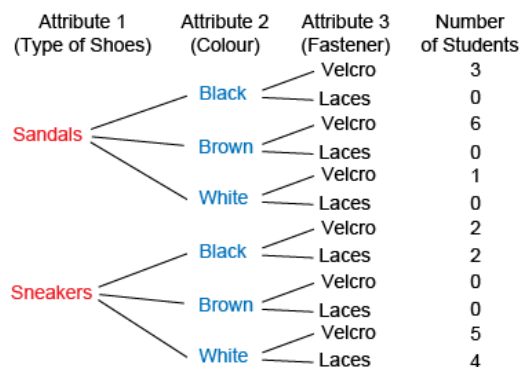 Attribute 1 Attribute 2 Attribute 3 Number
(Type of Shoes) (Colour) (Fastener) of Students
Velcro 3
Black
Laces 0
Velcro 6
Sandals
Brown
Laces 0
Velcro 1
White
Laces 0
Velcro 2
Black
Laces 2
Velcro 0
Sneakers
Brown
Laces 0
Velcro 5
White
Laces 4